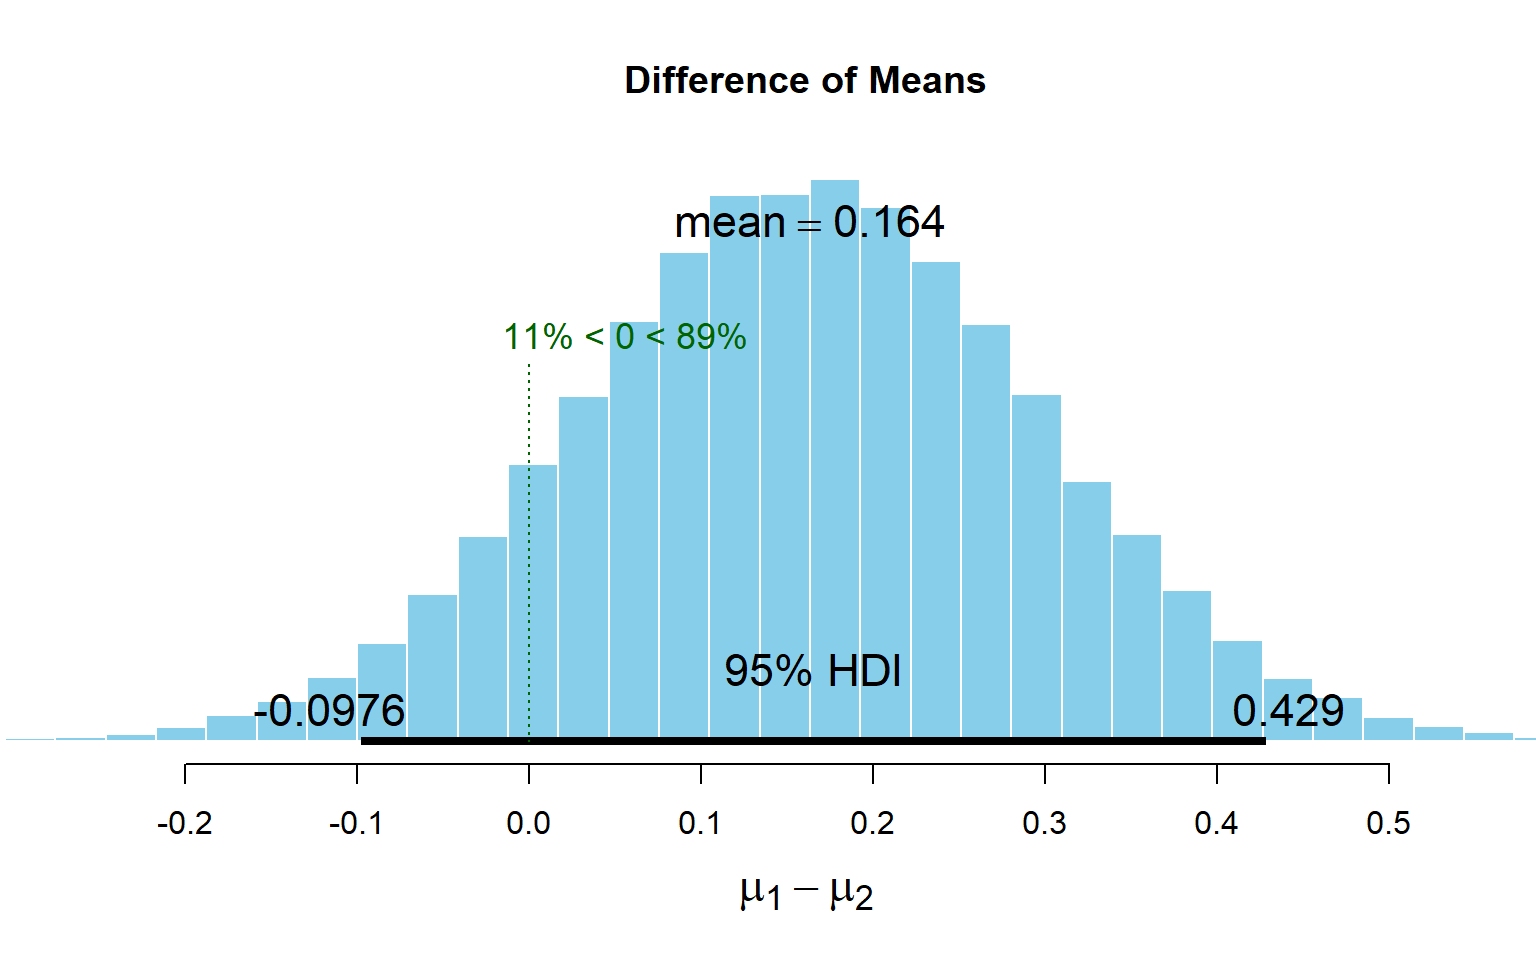 Difference of Means
mean = 0.164
11% < 0 < 89%
95% HDI
-0.0976 0.429
-0.2 -0.1 0.0 0.1 0.2 0.3 0.4 0.5
μ₁ − μ₂